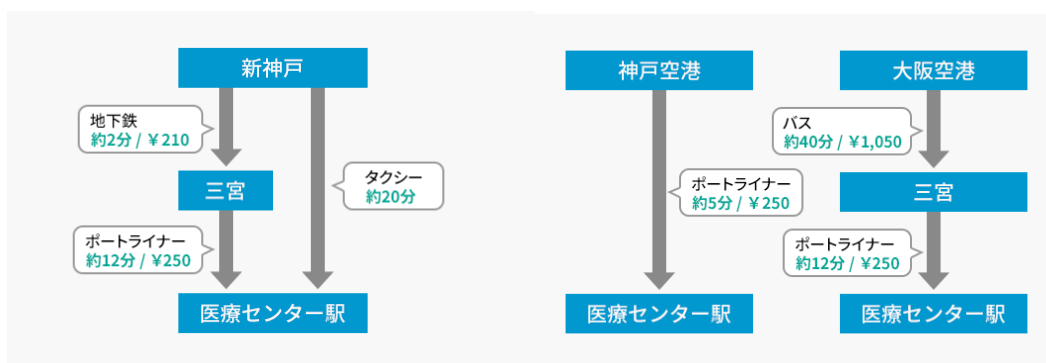 新神戸
地下鉄
約2分 / ￥210
タクシー
約20分
三宮
ポートライナー
約12分 / ¥250
医療センター駅
神戸空港
ポートライナー
約5分 / ￥250
医療センター駅
大阪空港
バス
約40分 / ¥1,050
三宮
ポートライナー
約12分 / ¥250
医療センター駅